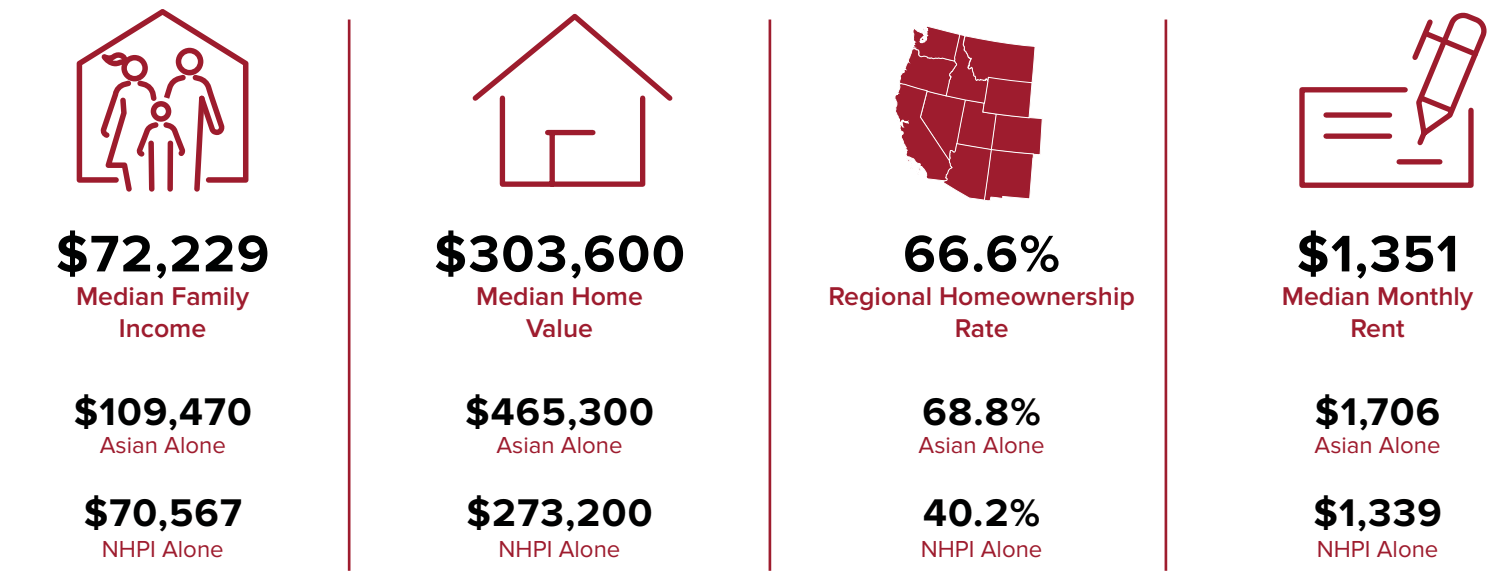 $72,229
Median Family
Income
$109,470
Asian Alone
$70,567
NHPI Alone
$303,600
Median Home
Value
$465,300
Asian Alone
$273,200
NHPI Alone
66.6%
Regional Homeownership
Rate
68.8%
Asian Alone
40.2%
NHPI Alone
$1,351
Median Monthly
Rent
$1,706
Asian Alone
$1,339
NHPI Alone